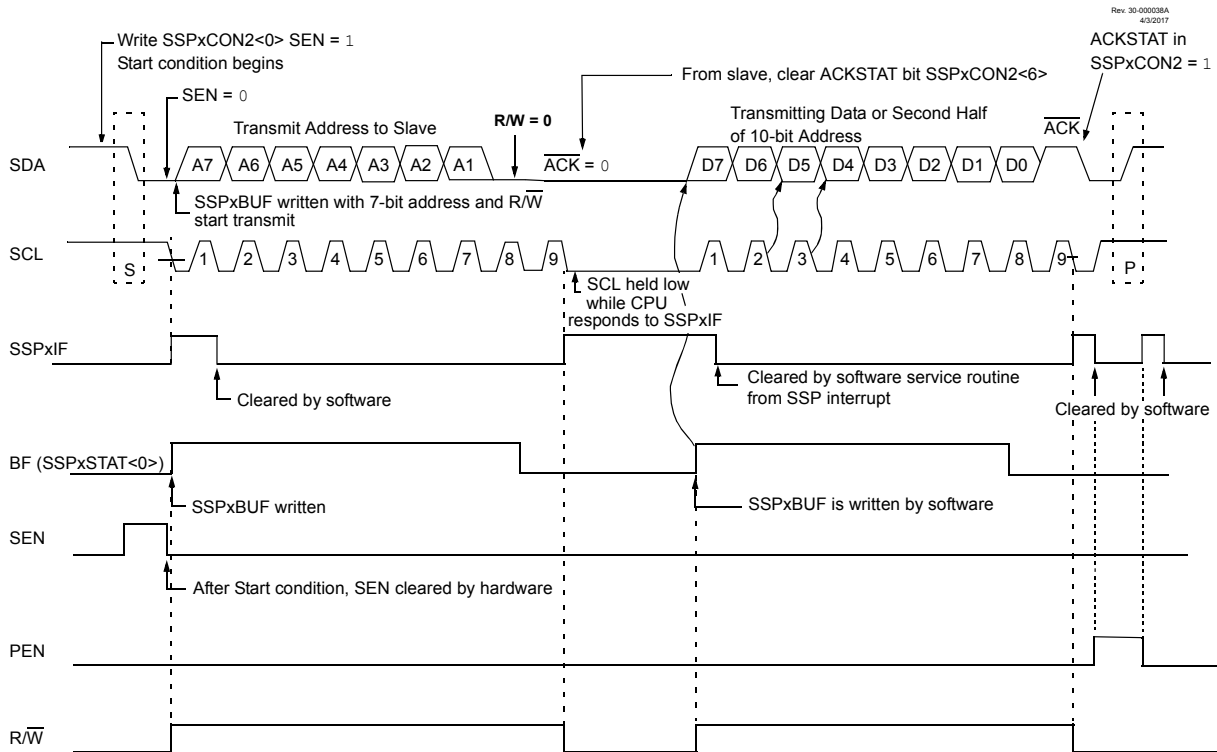 Rev. 30-000038A
4/3/2017
Write SSPxCON2<0> SEN = 1
Start condition begins
ACKSTAT in
SSPxCON2 = 1
From slave, clear ACKSTAT bit SSPxCON2<6>
SEN = 0
Transmit Address to Slave
R/W = 0
Transmitting Data or Second Half
of 10-bit Address
ACK
SDA
A7 A6 A5 A4 A3 A2 A1
ACK = 0
D7 D6 D5 D4 D3 D2 D1 D0
SSPxBUF written with 7-bit address and R/W
start transmit
SCL
S
1 2 3 4 5 6 7 8 9
1 2 3 4 5 6 7 8 9
P
SCL held low
while CPU
responds to SSPxIF
SSPxIF
Cleared by software
Cleared by software service routine
from SSP interrupt
Cleared by software
BF (SSPxSTAT<0>)
SSPxBUF written
SSPxBUF is written by software
SEN
After Start condition, SEN cleared by hardware
PEN
R/W